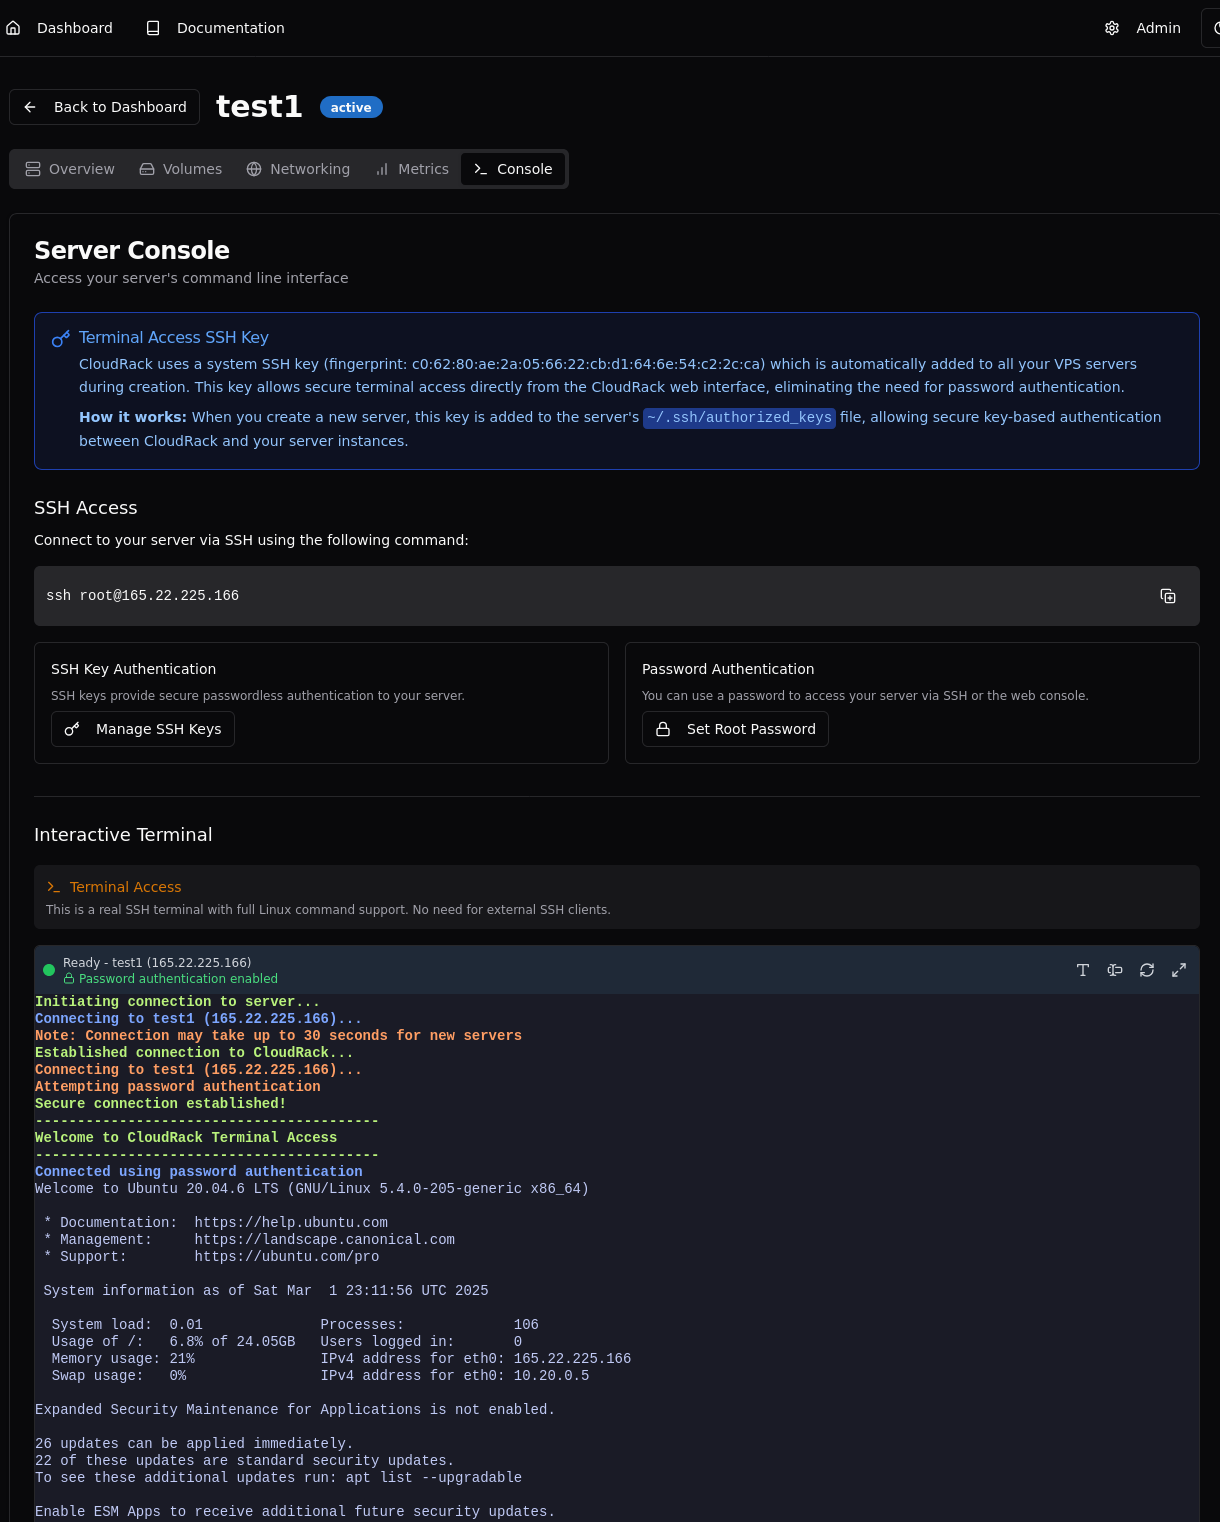 Dashboard Documentation Admin
Back to Dashboard test1 active
Overview Volumes Networking Metrics Console
Server Console
Access your server's command line interface
Terminal Access SSH Key
CloudRack uses a system SSH key (fingerprint: c0:62:80:ae:2a:05:66:22:cb:d1:64:6e:54:c2:2c:ca) which is automatically added to all your VPS servers
during creation. This key allows secure terminal access directly from the CloudRack web interface, eliminating the need for password authentication.
How it works: When you create a new server, this key is added to the server's ~/.ssh/authorized_keys file, allowing secure key-based authentication
between CloudRack and your server instances.
SSH Access
Connect to your server via SSH using the following command:
ssh root@165.22.225.166
SSH Key Authentication
SSH keys provide secure passwordless authentication to your server.
Manage SSH Keys
Password Authentication
You can use a password to access your server via SSH or the web console.
Set Root Password
Interactive Terminal
Terminal Access
This is a real SSH terminal with full Linux command support. No need for external SSH clients.
Ready - test1 (165.22.225.166)
Password authentication enabled
Initiating connection to server...
Connecting to test1 (165.22.225.166)...
Note: Connection may take up to 30 seconds for new servers
Established connection to CloudRack...
Connecting to test1 (165.22.225.166)...
Attempting password authentication
Secure connection established!
-----------------------------------------
Welcome to CloudRack Terminal Access
-----------------------------------------
Connected using password authentication
Welcome to Ubuntu 20.04.6 LTS (GNU/Linux 5.4.0-205-generic x86_64)
* Documentation:  https://help.ubuntu.com
* Management:     https://landscape.canonical.com
* Support:        https://ubuntu.com/pro
System information as of Sat Mar  1 23:11:56 UTC 2025
System load:  0.01              Processes:             106
Usage of /:   6.8% of 24.05GB   Users logged in:       0
Memory usage: 21%               IPv4 address for eth0: 165.22.225.166
Swap usage:   0%                IPv4 address for eth0: 10.20.0.5
Expanded Security Maintenance for Applications is not enabled.
26 updates can be applied immediately.
22 of these updates are standard security updates.
To see these additional updates run: apt list --upgradable
Enable ESM Apps to receive additional future security updates.